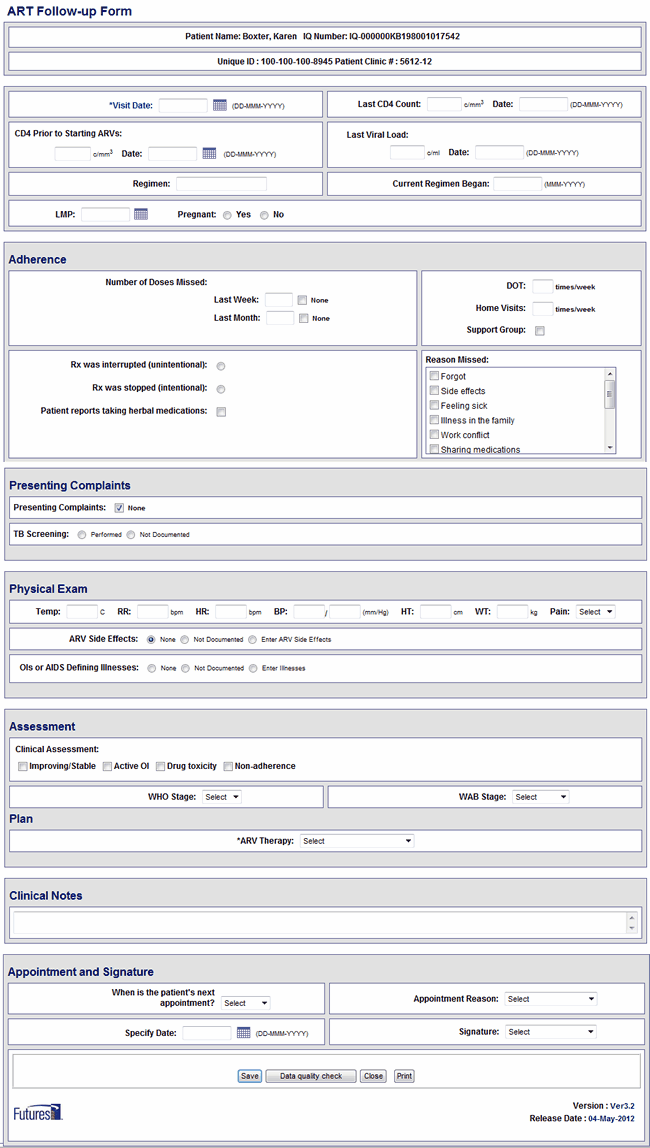 ART Follow-up Form
Patient Name: Boxter, Karen IQ Number: IQ-000000KB198001017542
Unique ID : 100-100-100-8945 Patient Clinic # : 5612-12
*Visit Date: (DD-MMM-YYYY)
Last CD4 Count: c/mm³ Date: (DD-MMM-YYYY)
CD4 Prior to Starting ARVs:
c/mm³ Date: (DD-MMM-YYYY)
Last Viral Load:
c/ml Date: (DD-MMM-YYYY)
Regimen:
Current Regimen Began: (MMM-YYYY)
LMP: Pregnant: Yes No
Adherence
Number of Doses Missed:
Last Week: None
Last Month: None
DOT: times/week
Home Visits: times/week
Support Group:
Rx was interrupted (unintentional):
Rx was stopped (intentional):
Patient reports taking herbal medications:
Reason Missed:
Forgot
Side effects
Feeling sick
Illness in the family
Work conflict
Sharing medications
Presenting Complaints
Presenting Complaints: None
TB Screening: Performed Not Documented
Physical Exam
Temp: C RR: bpm HR: bpm BP: / (mm/Hg) HT: cm WT: kg Pain: Select
ARV Side Effects: None Not Documented Enter ARV Side Effects
OIs or AIDS Defining Illnesses: None Not Documented Enter Illnesses
Assessment
Clinical Assessment:
Improving/Stable Active OI Drug toxicity Non-adherence
WHO Stage: Select
WAB Stage: Select
Plan
*ARV Therapy: Select
Clinical Notes
Appointment and Signature
When is the patient's next
appointment? Select
Appointment Reason: Select
Specify Date: (DD-MMM-YYYY)
Signature: Select
Save Data quality check Close Print
Futures
Version : Ver3.2
Release Date : 04-May-2012